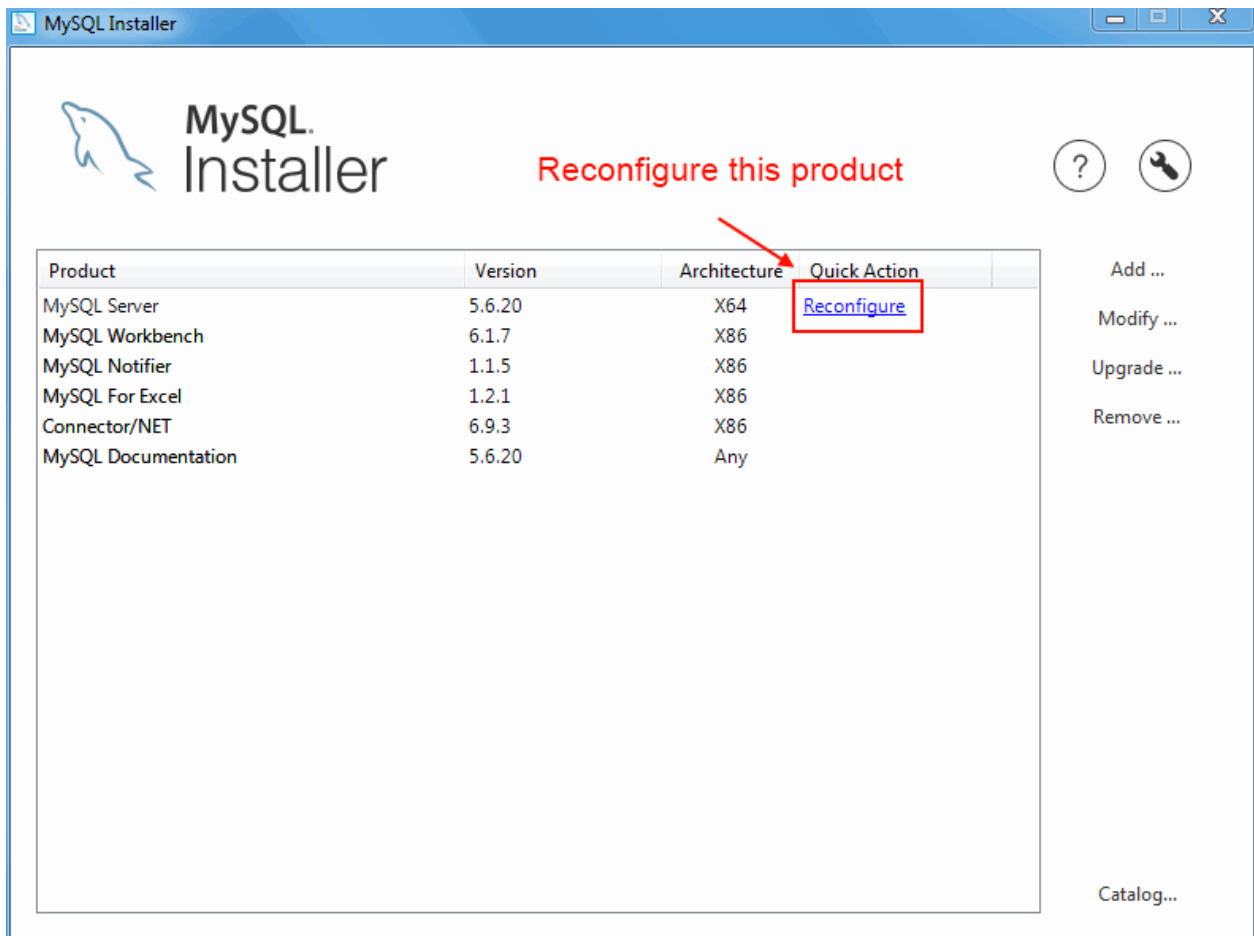 MySQL Installer
MySQL.
Installer
Reconfigure this product
?
Product Version Architecture Quick Action
MySQL Server 5.6.20 X64 Reconfigure
MySQL Workbench 6.1.7 X86
MySQL Notifier 1.1.5 X86
MySQL For Excel 1.2.1 X86
Connector/NET 6.9.3 X86
MySQL Documentation 5.6.20 Any
Add ...
Modify ...
Upgrade ...
Remove ...
Catalog...